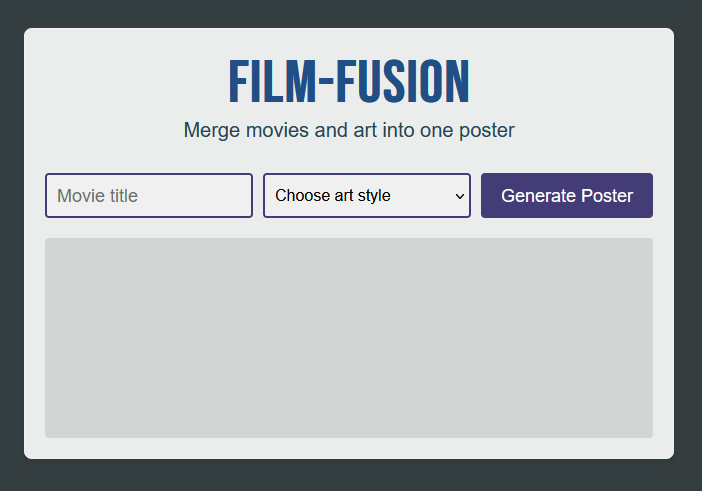 FILM-FUSION
Merge movies and art into one poster
Movie title
Choose art style
Generate Poster